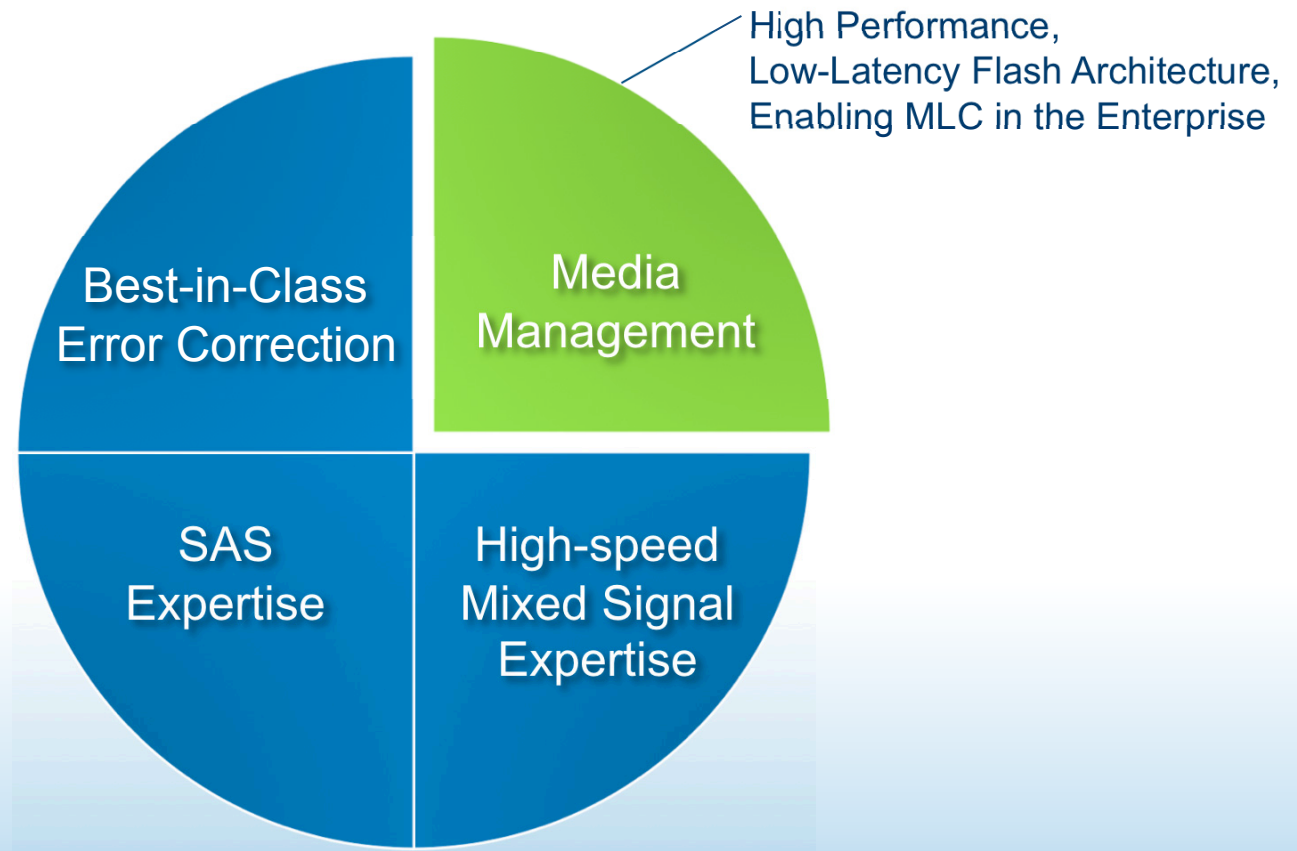 High Performance,
Low-Latency Flash Architecture,
Enabling MLC in the Enterprise
Best-in-Class
Error Correction
Media
Management
SAS
Expertise
High-speed
Mixed Signal
Expertise